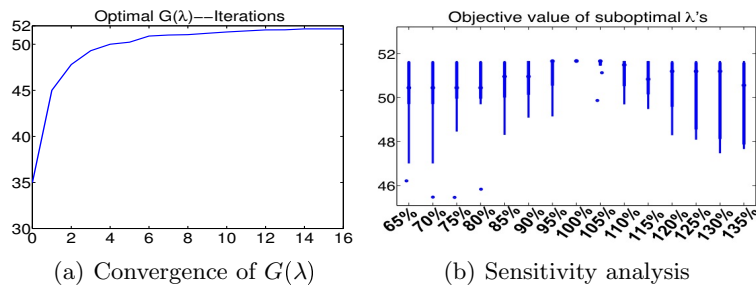 Optimal G(λ)––Iterations
52
50
45
40
35
30
0 2 4 6 8 10 12 14 16
(a) Convergence of G(λ)
Objective value of suboptimal λ's
52
50
48
46
65% 70% 75% 80% 85% 90% 95% 100% 105% 110% 115% 120% 125% 130% 135%
(b) Sensitivity analysis